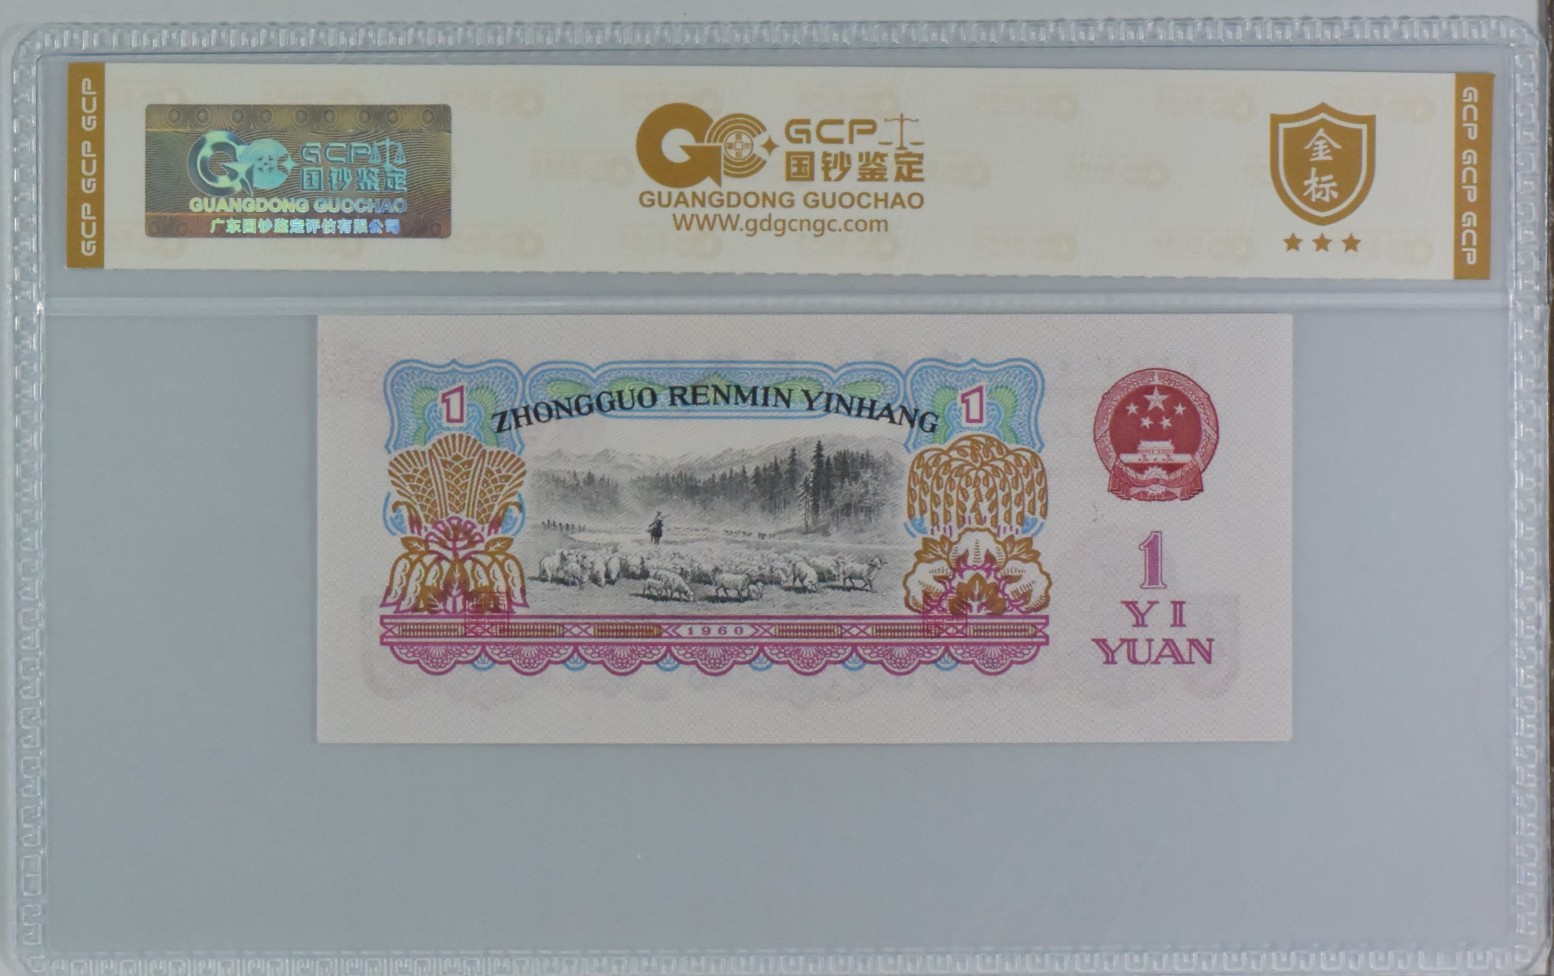 GCP GCP GCP
GCP
国钞鉴定
GUANGDONG GUOCHAO
广东国钞鉴定评估有限公司
GCP
国钞鉴定
GUANGDONG GUOCHAO
WWW.gdgcngc.com
金
标
GCP GCP GCP
1
ZHONGGUO RENMIN YINHANG
1
1960
1
YI
YUAN